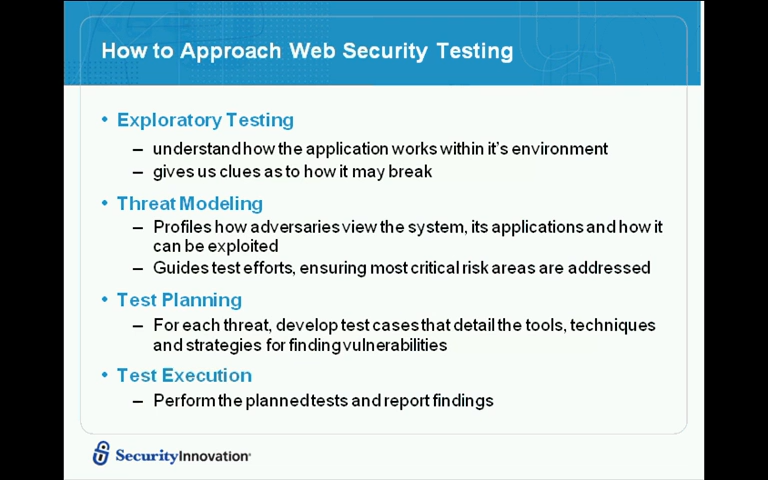 How to Approach Web Security Testing
• Exploratory Testing
– understand how the application works within it's environment
– gives us clues as to how it may break
• Threat Modeling
– Profiles how adversaries view the system, its applications and how it
can be exploited
– Guides test efforts, ensuring most critical risk areas are addressed
• Test Planning
– For each threat, develop test cases that detail the tools, techniques
and strategies for finding vulnerabilities
• Test Execution
– Perform the planned tests and report findings
SecurityInnovation